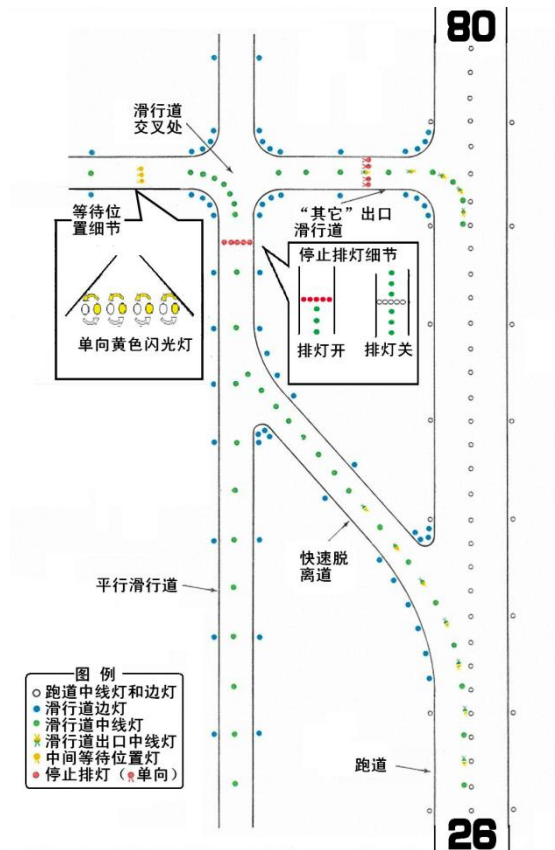 80
滑行道
交叉处
等待位
置细节
“其它”出口
滑行道
停止排灯细节
单向黄色闪光灯
排灯开
排灯关
快速脱
离道
平行滑行道
图 例
跑道中线灯和边灯
滑行道边灯
滑行道中线灯
滑行道出口中线灯
中间等待位置灯
停止排灯（单向）
跑道
26